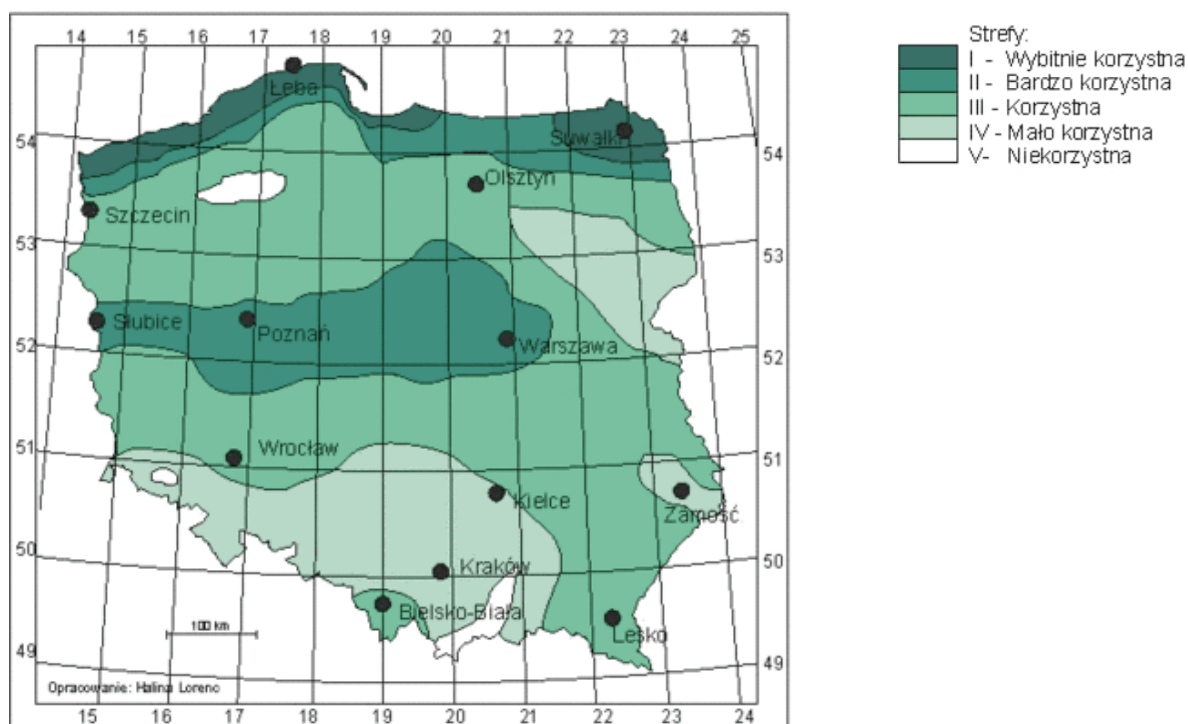 14 15 16 17 18 19 20 21 22 23 24 25
Strefy:
I - Wybitnie korzystna
II - Bardzo korzystna
III - Korzystna
IV - Mało korzystna
V- Niekorzystna
Łeba
54
Suwałki
54
Olsztyn
Szczecin
53
53
Słubice
Poznań
Warszawa
52
52
51
Wrocław
51
Kielce
Zamość
50
Kraków
50
Bielsko-Biała
100 km
Lesko
49
49
Opracowanie: Halina Lorenc
15 16 17 18 19 20 21 22 23 24